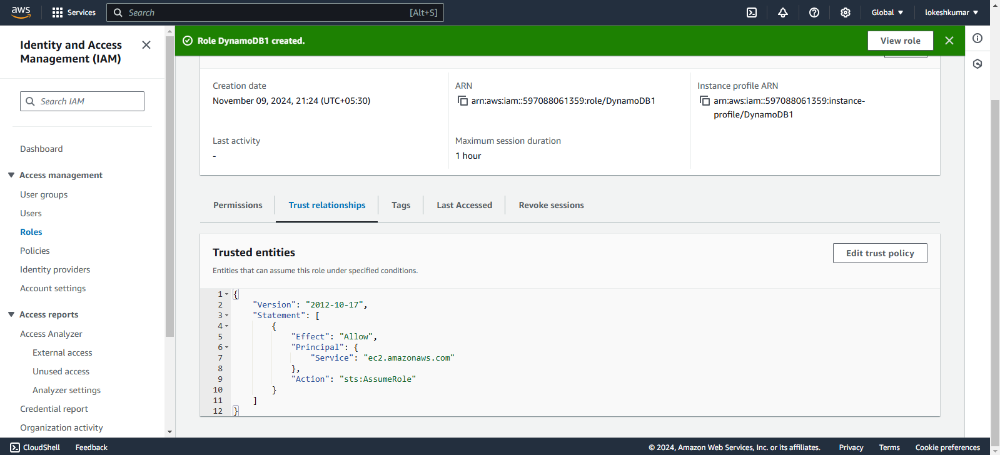 aws
Services
Search
[Alt+S]
Global
lokeshkumar
Identity and Access
Management (IAM)
Search IAM
Dashboard
Access management
User groups
Users
Roles
Policies
Identity providers
Account settings
Access reports
Access Analyzer
External access
Unused access
Analyzer settings
Credential report
Organization activity
Role DynamoDB1 created.
View role
Creation date
November 09, 2024, 21:24 (UTC+05:30)
ARN
arn:aws:iam::597088061359:role/DynamoDB1
Instance profile ARN
arn:aws:iam::597088061359:instance-
profile/DynamoDB1
Last activity
-
Maximum session duration
1 hour
Permissions
Trust relationships
Tags
Last Accessed
Revoke sessions
Trusted entities
Edit trust policy
Entities that can assume this role under specified conditions.
1 {
2 "Version": "2012-10-17",
3 "Statement": [
4 {
5 "Effect": "Allow",
6 "Principal": {
7 "Service": "ec2.amazonaws.com"
8 },
9 "Action": "sts:AssumeRole"
10 }
11 ]
12 }
CloudShell
Feedback
© 2024, Amazon Web Services, Inc. or its affiliates.
Privacy
Terms
Cookie preferences